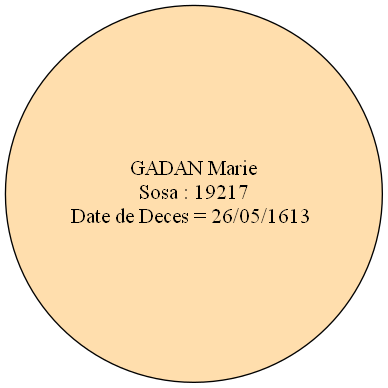 GADAN Marie
Sosa : 19217
Date de Deces = 26/05/1613